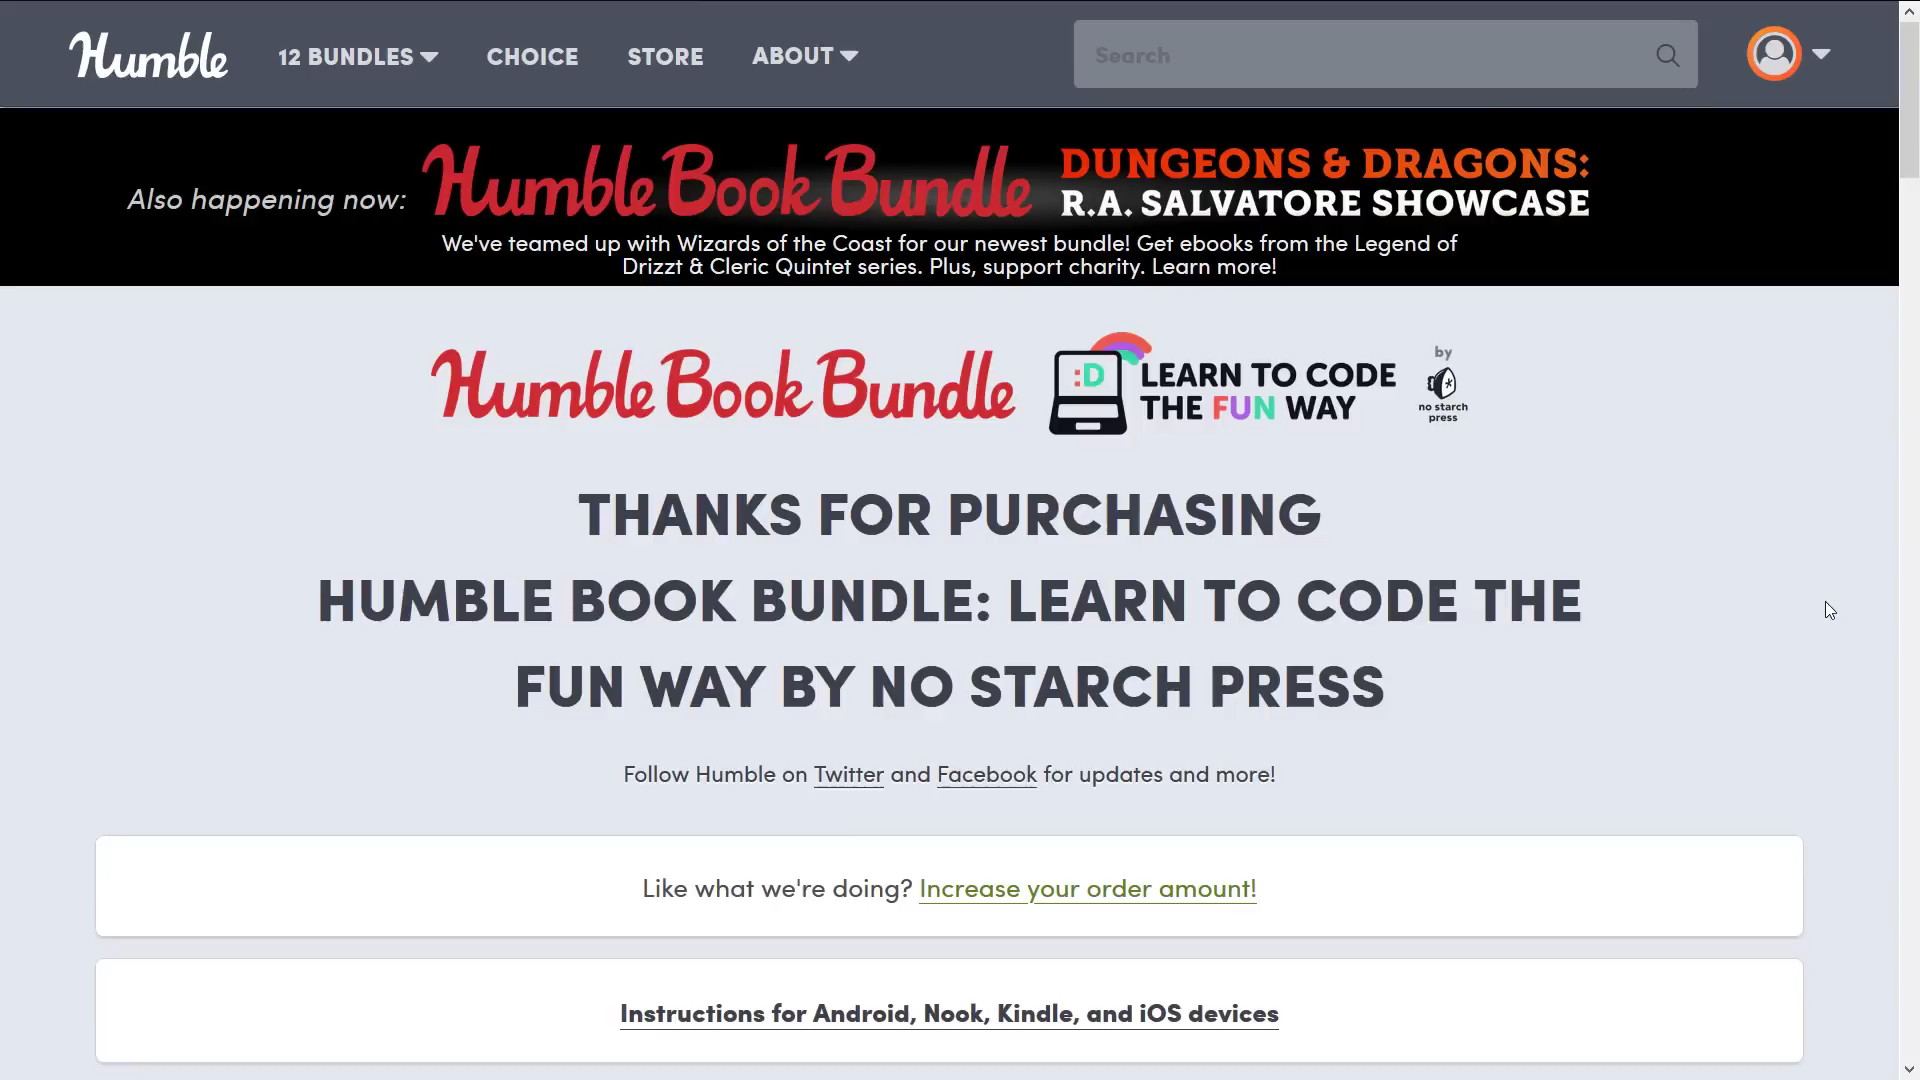 Humble
12 BUNDLES
CHOICE
STORE
ABOUT
Search
Also happening now:
Humble Book Bundle
DUNGEONS & DRAGONS:
R.A. SALVATORE SHOWCASE
We've teamed up with Wizards of the Coast for our newest bundle! Get ebooks from the Legend of
Drizzt & Cleric Quintet series. Plus, support charity. Learn more!
Humble Book Bundle
:D
LEARN TO CODE
THE FUN WAY
by
no starch
press
THANKS FOR PURCHASING
HUMBLE BOOK BUNDLE: LEARN TO CODE THE
FUN WAY BY NO STARCH PRESS
Follow Humble on Twitter and Facebook for updates and more!
Like what we're doing? Increase your order amount!
Instructions for Android, Nook, Kindle, and iOS devices